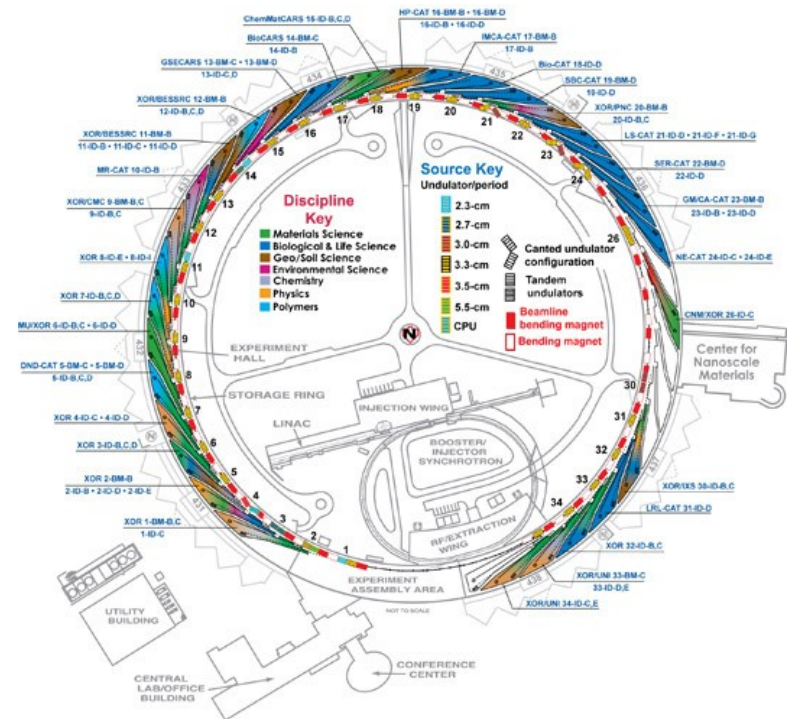 HP-CAT 16-BM-B • 16-BM-D
16-ID-B • 16-ID-D
ChemMatCARS 15-ID-B,C,D
BioCARS 14-BM-C
14-ID-B
GSECARS 13-BM-C • 13-BM-D
13-ID-C,D
XOR/BESSRC 12-BM-B
12-ID-B,C,D
XOR/BESSRC 11-BM-B
11-ID-B • 11-ID-C • 11-ID-D
MR-CAT 10-ID-B
XOR/CMC 9-BM-B,C
9-ID-B,C
XOR 8-ID-E • 8-ID-I
XOR 7-ID-B,C,D
MU/XOR 6-ID-B,C • 6-ID-D
DND-CAT 5-BM-C • 5-BM-D
5-ID-B,C,D
XOR 4-ID-C • 4-ID-D
XOR 3-ID-B,C,D
XOR 2-BM-B
2-ID-B • 2-ID-D • 2-ID-E
XOR 1-BM-B,C
1-ID-C
IMCA-CAT 17-BM-B
17-ID-B
Bio-CAT 18-ID-D
SBC-CAT 19-BM-D
19-ID-D
XOR/PNC 20-BM-B
20-ID-B,C
LS-CAT 21-ID-D • 21-ID-F • 21-ID-G
SER-CAT 22-BM-D
22-ID-D
GM/CA-CAT 23-BM-B
23-ID-B • 23-ID-D
NE-CAT 24-ID-C • 24-ID-E
CNM/XOR 26-ID-C
Center for
Nanoscale
Materials
XOR/IXS 30-ID-B,C
LRL-CAT 31-ID-D
XOR 32-ID-B,C
XOR/UNI 33-BM-C
33-ID-D,E
XOR/UNI 34-ID-C,E
431
432
433
434
435
436
437
438
1
2
3
4
5
6
7
8
9
10
11
12
13
14
15
16
17
18
19
20
21
22
23
24
26
30
31
32
33
34
Discipline
Key
Materials Science
Biological & Life Science
Geo/Soil Science
Environmental Science
Chemistry
Physics
Polymers
Source Key
Undulator/period
2.3-cm
2.7-cm
3.0-cm
3.3-cm
3.5-cm
5.5-cm
CPU
Canted undulator
configuration
Tandem
undulators
Beamline
bending magnet
Bending magnet
N
EXPERIMENT
HALL
STORAGE RING
LINAC
INJECTION WING
BOOSTER/
INJECTOR
SYNCHROTRON
RF/EXTRACTION
WING
EXPERIMENT
ASSEMBLY AREA
NOT TO SCALE
UTILITY
BUILDING
CENTRAL
LAB/OFFICE
BUILDING
CONFERENCE
CENTER